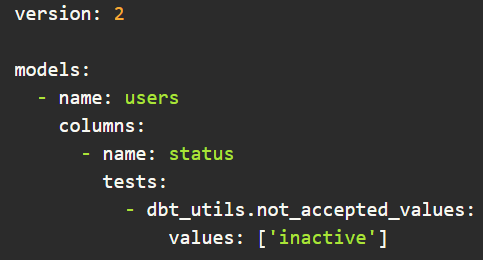 version: 2
models:
  - name: users
    columns:
      - name: status
        tests:
          - dbt_utils.not_accepted_values:
              values: ['inactive']